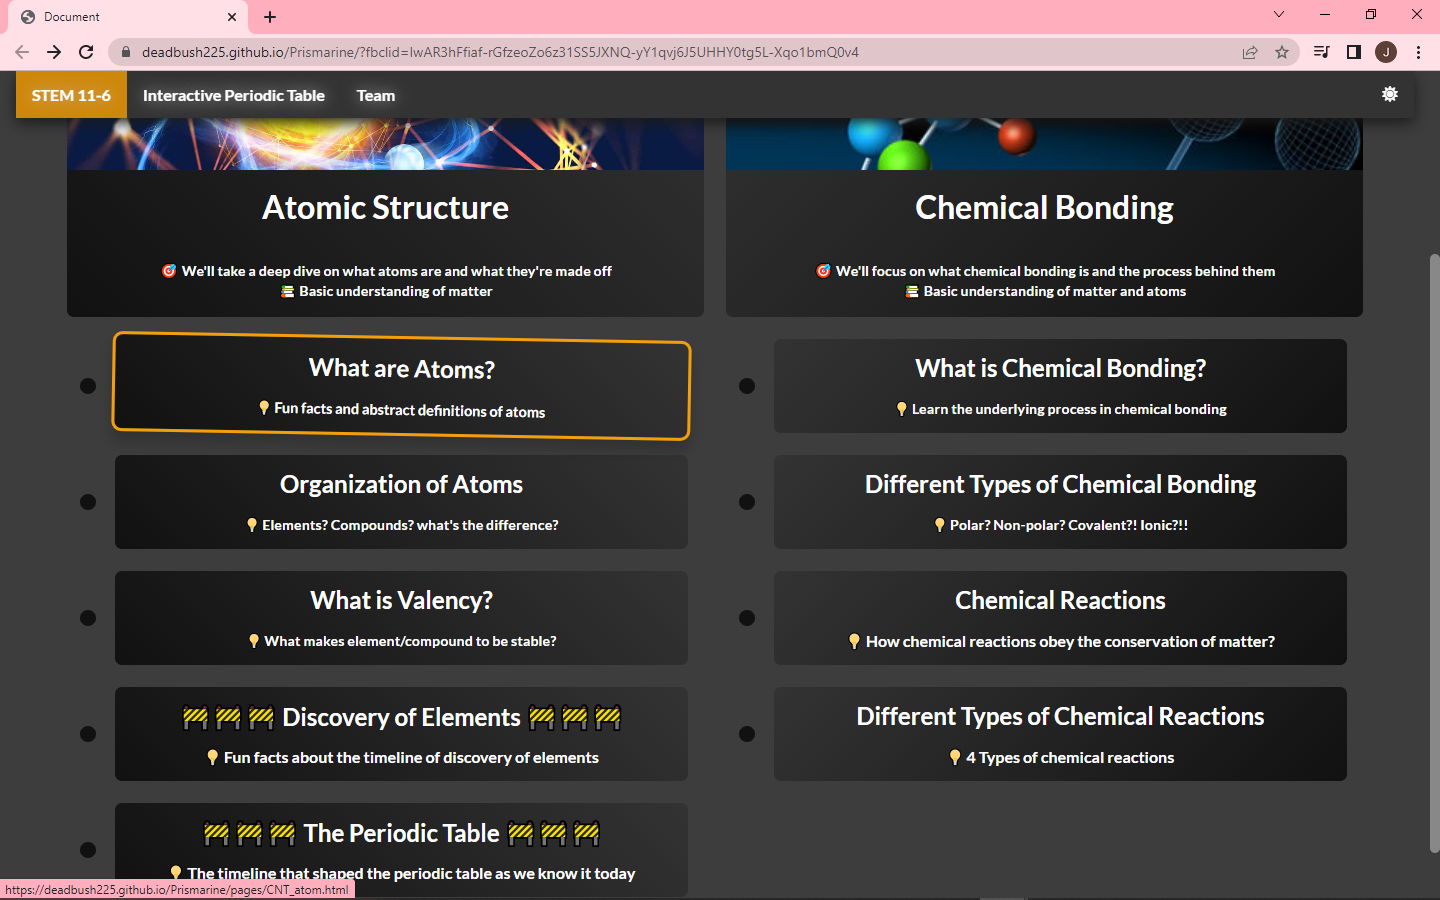 Document
deadbush225.github.io/Prismarine/?fbclid=IwAR3hFfiaf-rGfzeoZo6z31SS5JXNQ-yY1qvj6J5UHHY0tg5L-Xqo1bmQ0v4
J
STEM 11-6
Interactive Periodic Table
Team
Atomic Structure
🎯 We'll take a deep dive on what atoms are and what they're made off
📚 Basic understanding of matter
Chemical Bonding
🎯 We'll focus on what chemical bonding is and the process behind them
📚 Basic understanding of matter and atoms
What are Atoms?
💡 Fun facts and abstract definitions of atoms
Organization of Atoms
💡 Elements? Compounds? what's the difference?
What is Valency?
💡 What makes element/compound to be stable?
🚧 🚧 🚧 Discovery of Elements 🚧 🚧 🚧
💡 Fun facts about the timeline of discovery of elements
🚧 🚧 🚧 The Periodic Table 🚧 🚧 🚧
💡 The timeline that shaped the periodic table as we know it today
What is Chemical Bonding?
💡 Learn the underlying process in chemical bonding
Different Types of Chemical Bonding
💡 Polar? Non-polar? Covalent?! Ionic?!!
Chemical Reactions
💡 How chemical reactions obey the conservation of matter?
Different Types of Chemical Reactions
💡 4 Types of chemical reactions
https://deadbush225.github.io/Prismarine/pages/CNT_atom.html